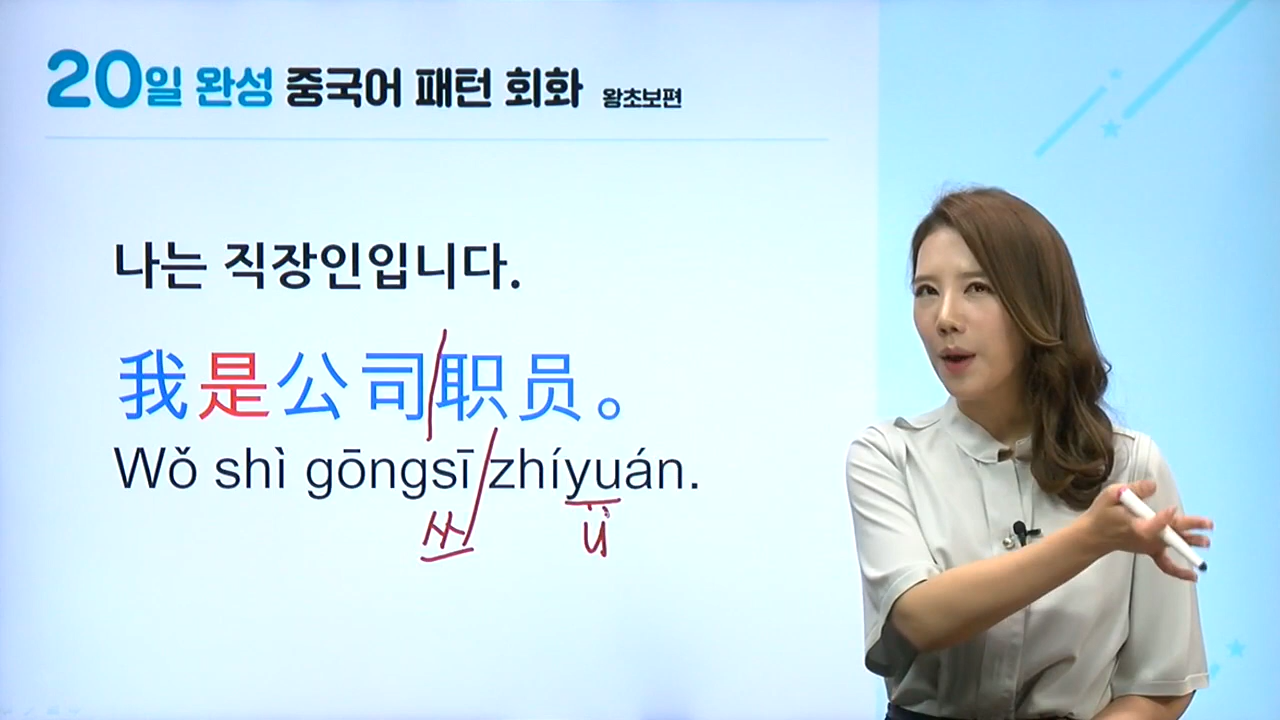 20일 완성 중국어 패턴 회화 왕초보편
나는 직장인입니다.
我是公司职员。
Wǒ shì gōngsī zhíyuán.
쓰 ü